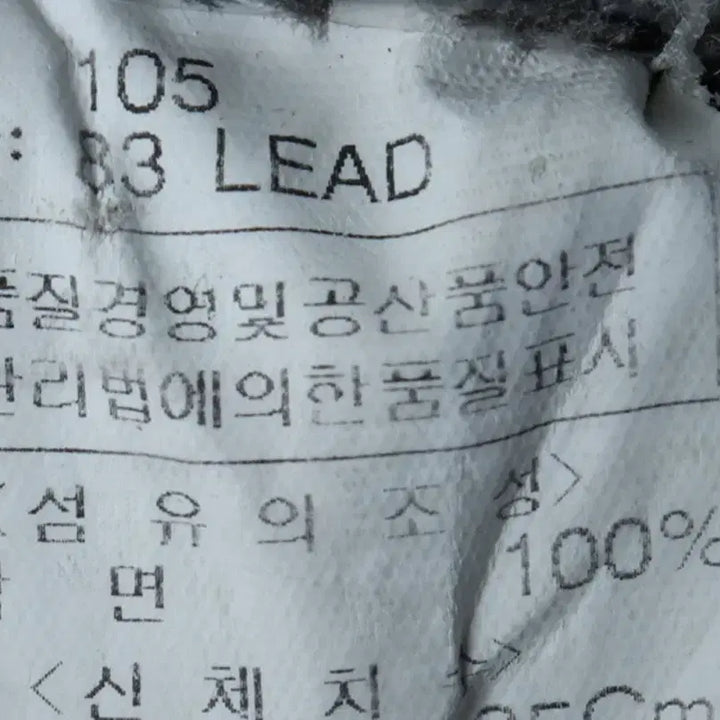 105
: 83 LEAD
품질경영및공산품안전
관리법에의한품질표시
<섬 유 의 조 성>
면 100%
<신 체 치 수>